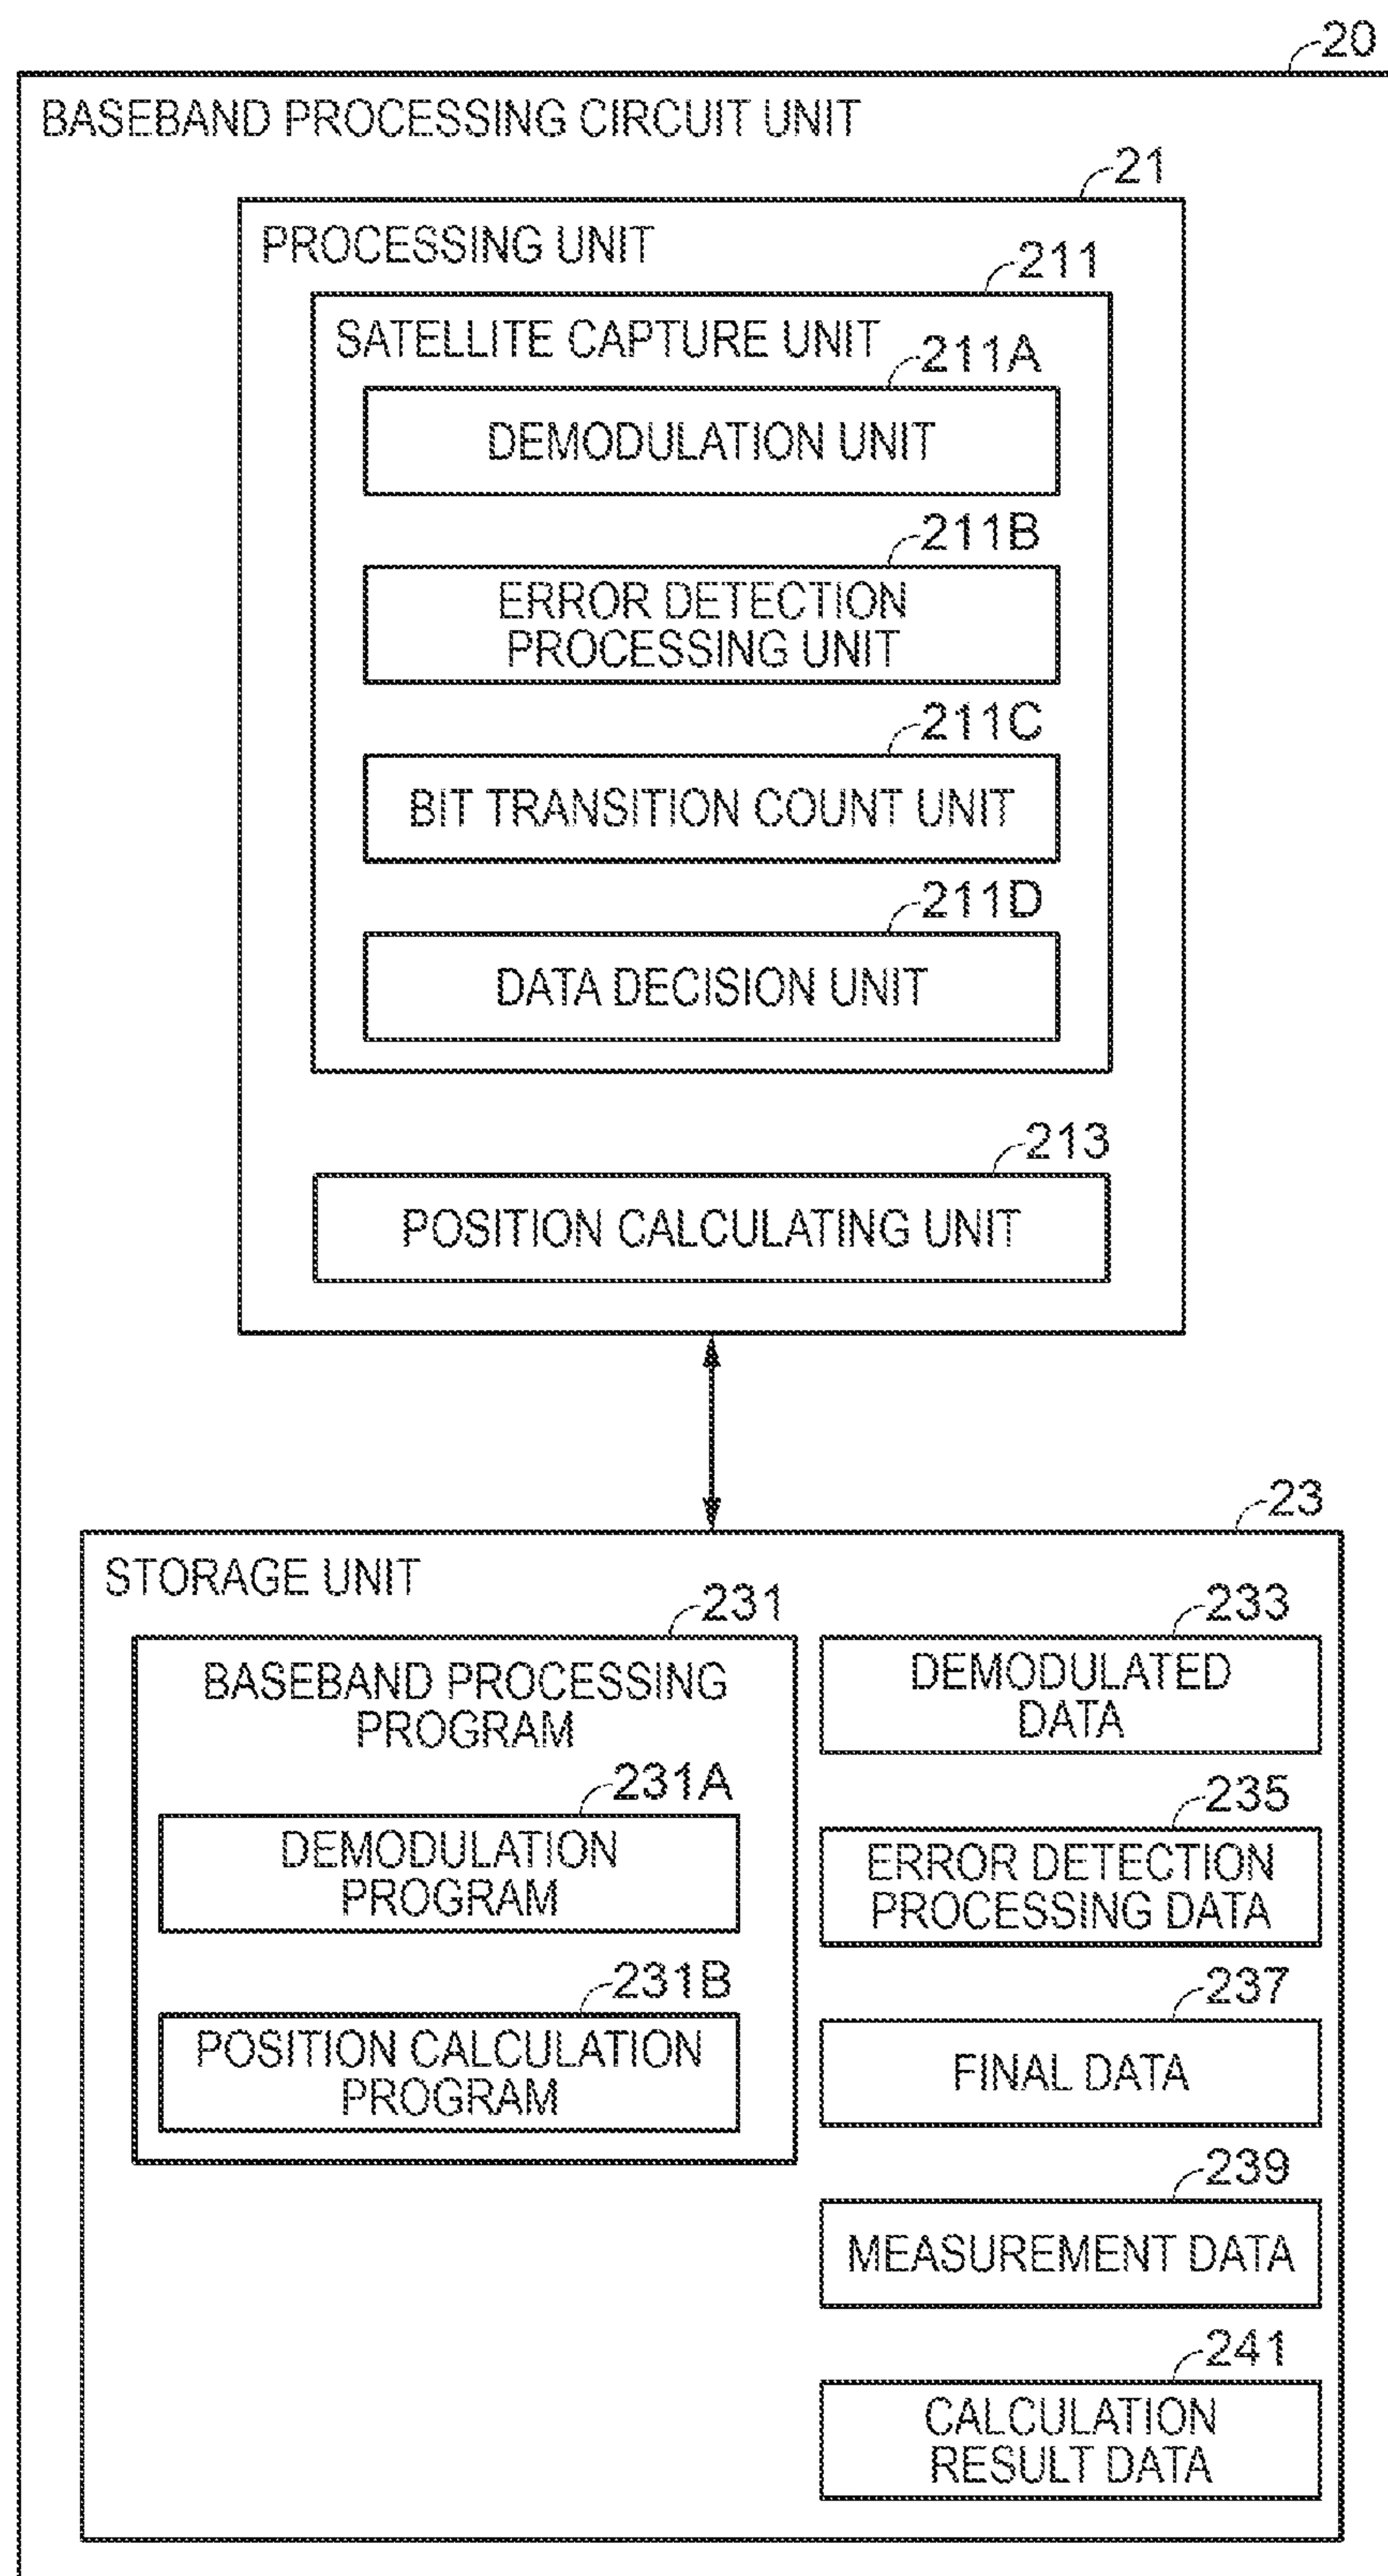 20
BASEBAND PROCESSING CIRCUIT UNIT
21
PROCESSING UNIT
211
SATELLITE CAPTURE UNIT
211A
DEMODULATION UNIT
211B
ERROR DETECTION
PROCESSING UNIT
211C
BIT TRANSITION COUNT UNIT
211D
DATA DECISION UNIT
213
POSITION CALCULATING UNIT
23
STORAGE UNIT
231
BASEBAND PROCESSING
PROGRAM
231A
DEMODULATION
PROGRAM
231B
POSITION CALCULATION
PROGRAM
233
DEMODULATED
DATA
235
ERROR DETECTION
PROCESSING DATA
237
FINAL DATA
239
MEASUREMENT DATA
241
CALCULATION
RESULT DATA